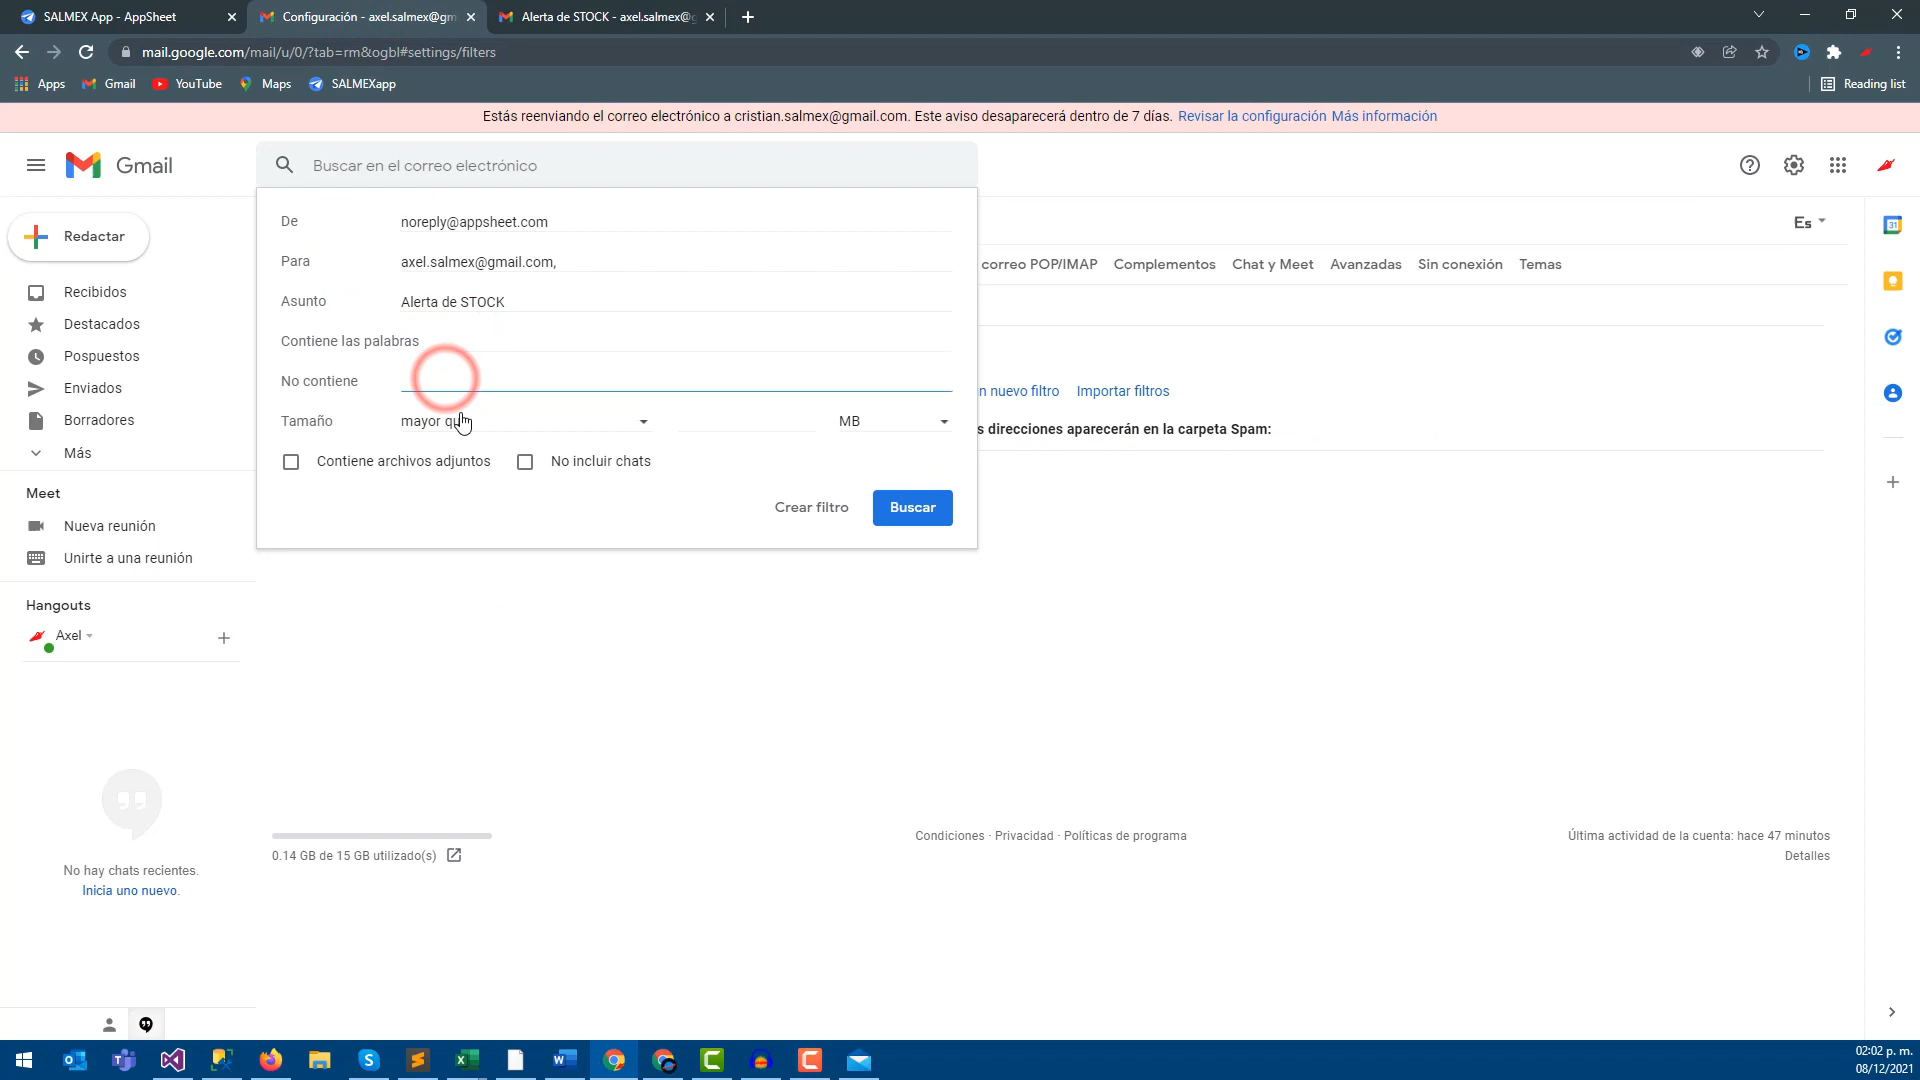 SALMEX App - AppSheet
Configuración - axel.salmex@gm
Alerta de STOCK - axel.salmex@g
mail.google.com/mail/u/0/?tab=rm&ogbl#settings/filters
Apps
Gmail
YouTube
Maps
SALMEXapp
Reading list
Estás reenviando el correo electrónico a cristian.salmex@gmail.com. Este aviso desaparecerá dentro de 7 días. Revisar la configuración Más información
Gmail
Buscar en el correo electrónico
Redactar
Recibidos
Destacados
Pospuestos
Enviados
Borradores
Más
Meet
Nueva reunión
Unirte a una reunión
Hangouts
Axel
No hay chats recientes.
Inicia uno nuevo.
De noreply@appsheet.com
Para axel.salmex@gmail.com,
Asunto Alerta de STOCK
Contiene las palabras
No contiene
Tamaño mayor que MB
Contiene archivos adjuntos No incluir chats
Crear filtro Buscar
Es
correo POP/IMAP Complementos Chat y Meet Avanzadas Sin conexión Temas
n nuevo filtro Importar filtros
s direcciones aparecerán en la carpeta Spam:
0.14 GB de 15 GB utilizado(s)
Condiciones · Privacidad · Políticas de programa
Última actividad de la cuenta: hace 47 minutos
Detalles
31
02:02 p. m.
08/12/2021